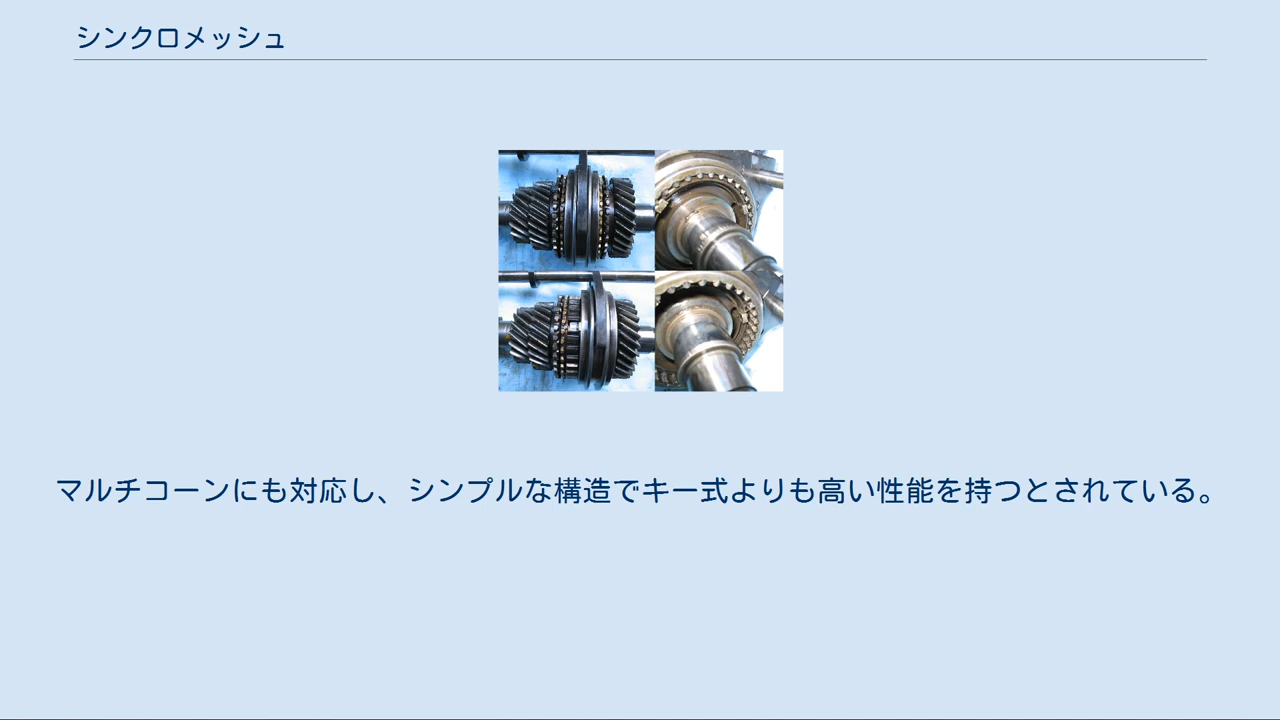 シンクロメッシュ
マルチコーンにも対応し、シンプルな構造でキー式よりも高い性能を持つとされている。